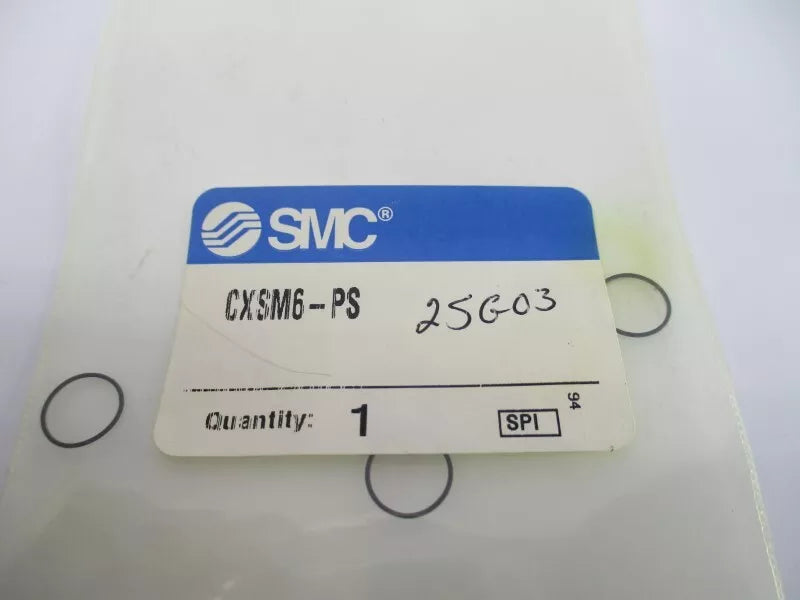 SMC®
CXSM6-PS 25G03
Quantity: 1 SPI 94